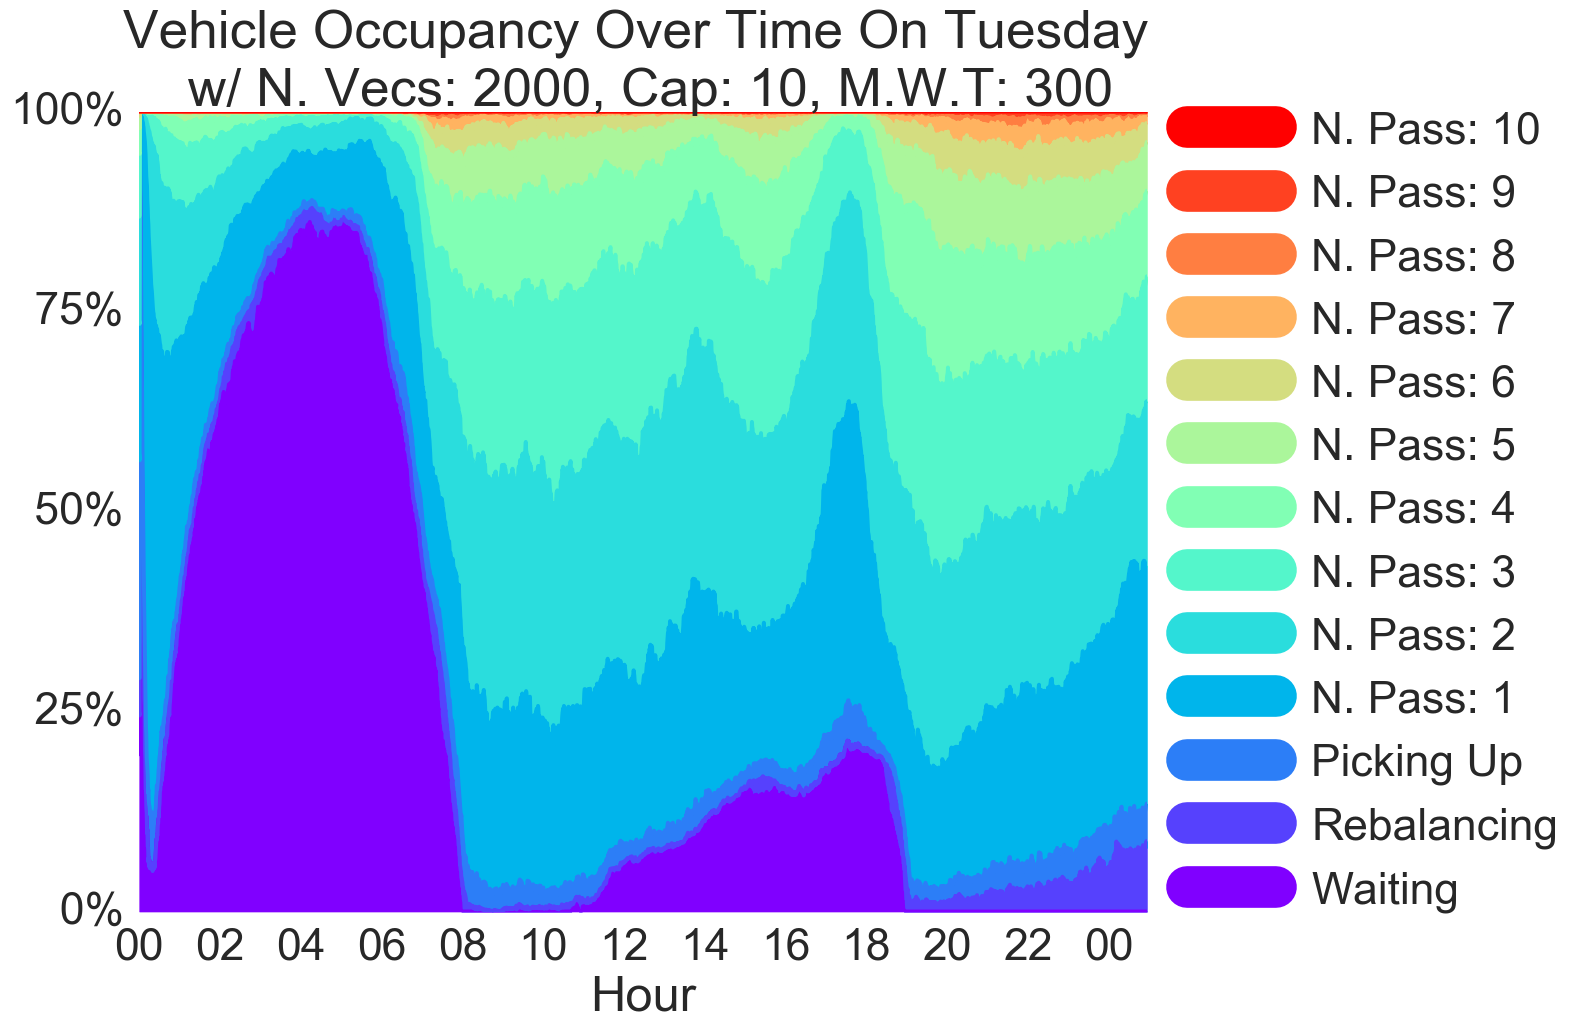 Vehicle Occupancy Over Time On Tuesday
w/ N. Vecs: 2000, Cap: 10, M.W.T: 300
100%
75%
50%
25%
0%
00 02 04 06 08 10 12 14 16 18 20 22 00
Hour
N. Pass: 10
N. Pass: 9
N. Pass: 8
N. Pass: 7
N. Pass: 6
N. Pass: 5
N. Pass: 4
N. Pass: 3
N. Pass: 2
N. Pass: 1
Picking Up
Rebalancing
Waiting